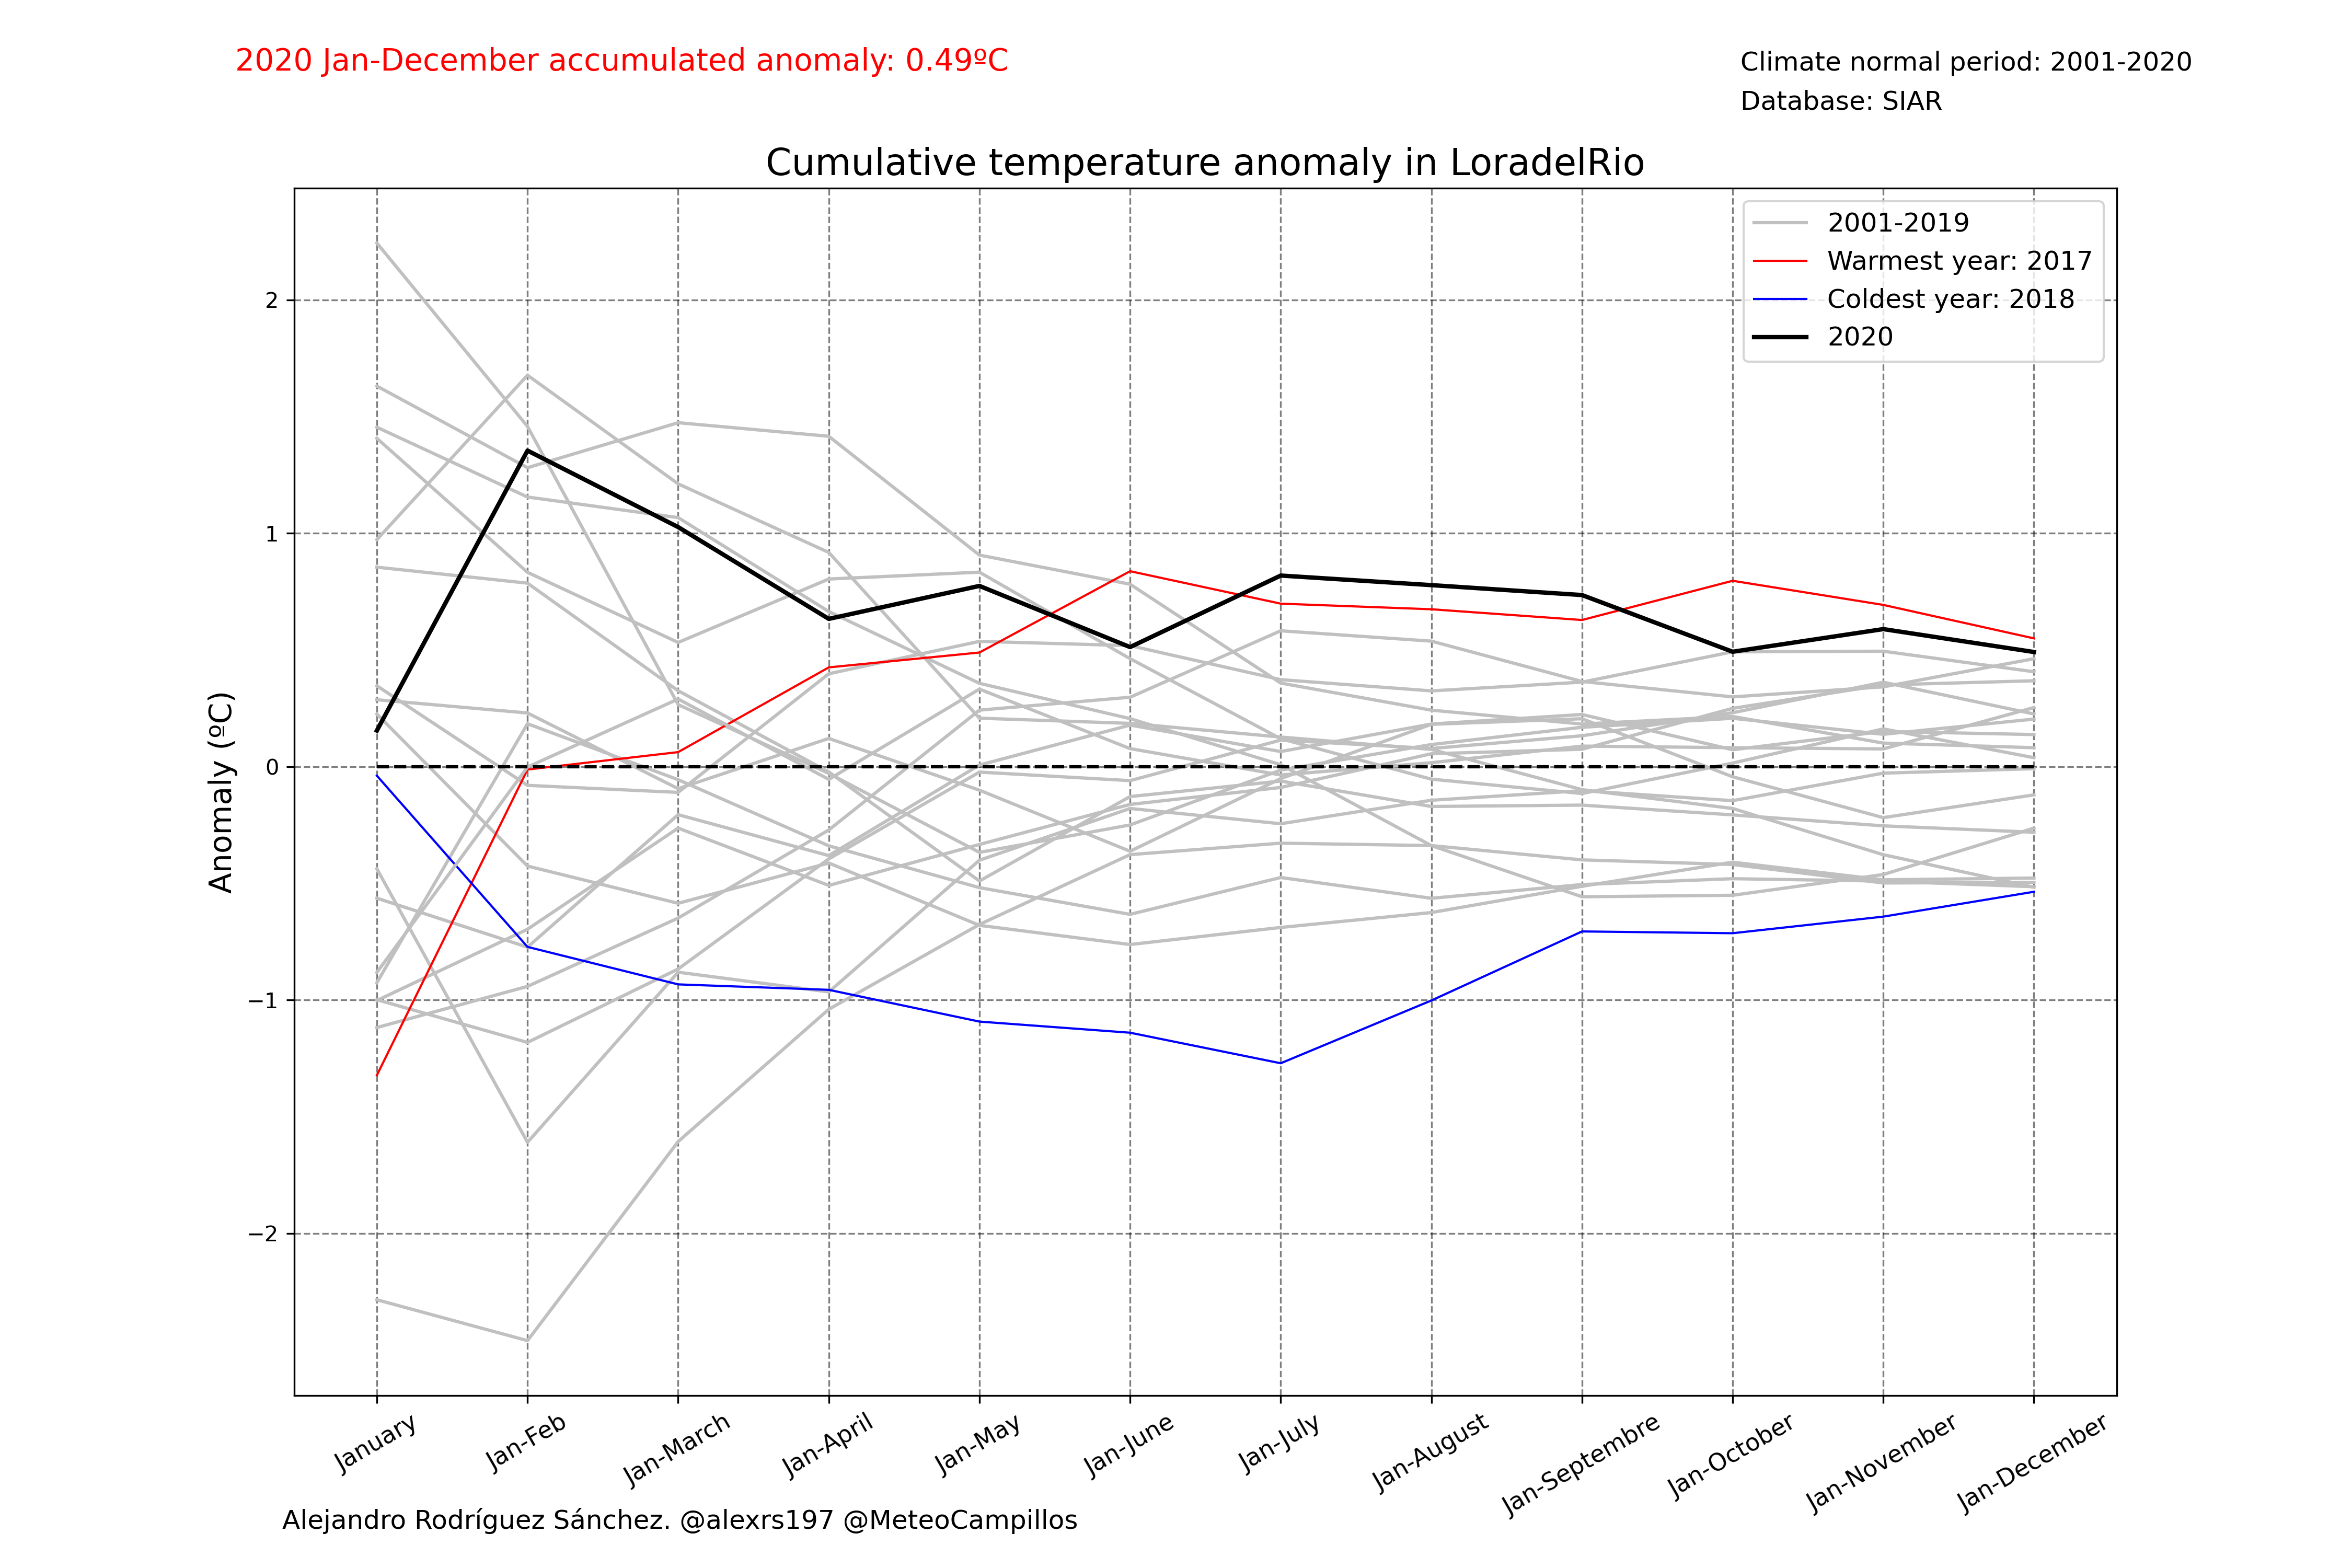 2020 Jan-December accumulated anomaly: 0.49ºC
Climate normal period: 2001-2020
Database: SIAR
Cumulative temperature anomaly in LoradelRio
2001-2019
Warmest year: 2017
Coldest year: 2018
2020
Anomaly (ºC)
2
1
0
−1
−2
January
Jan-Feb
Jan-March
Jan-April
Jan-May
Jan-June
Jan-July
Jan-August
Jan-Septembre
Jan-October
Jan-November
Jan-December
Alejandro Rodríguez Sánchez. @alexrs197 @MeteoCampillos